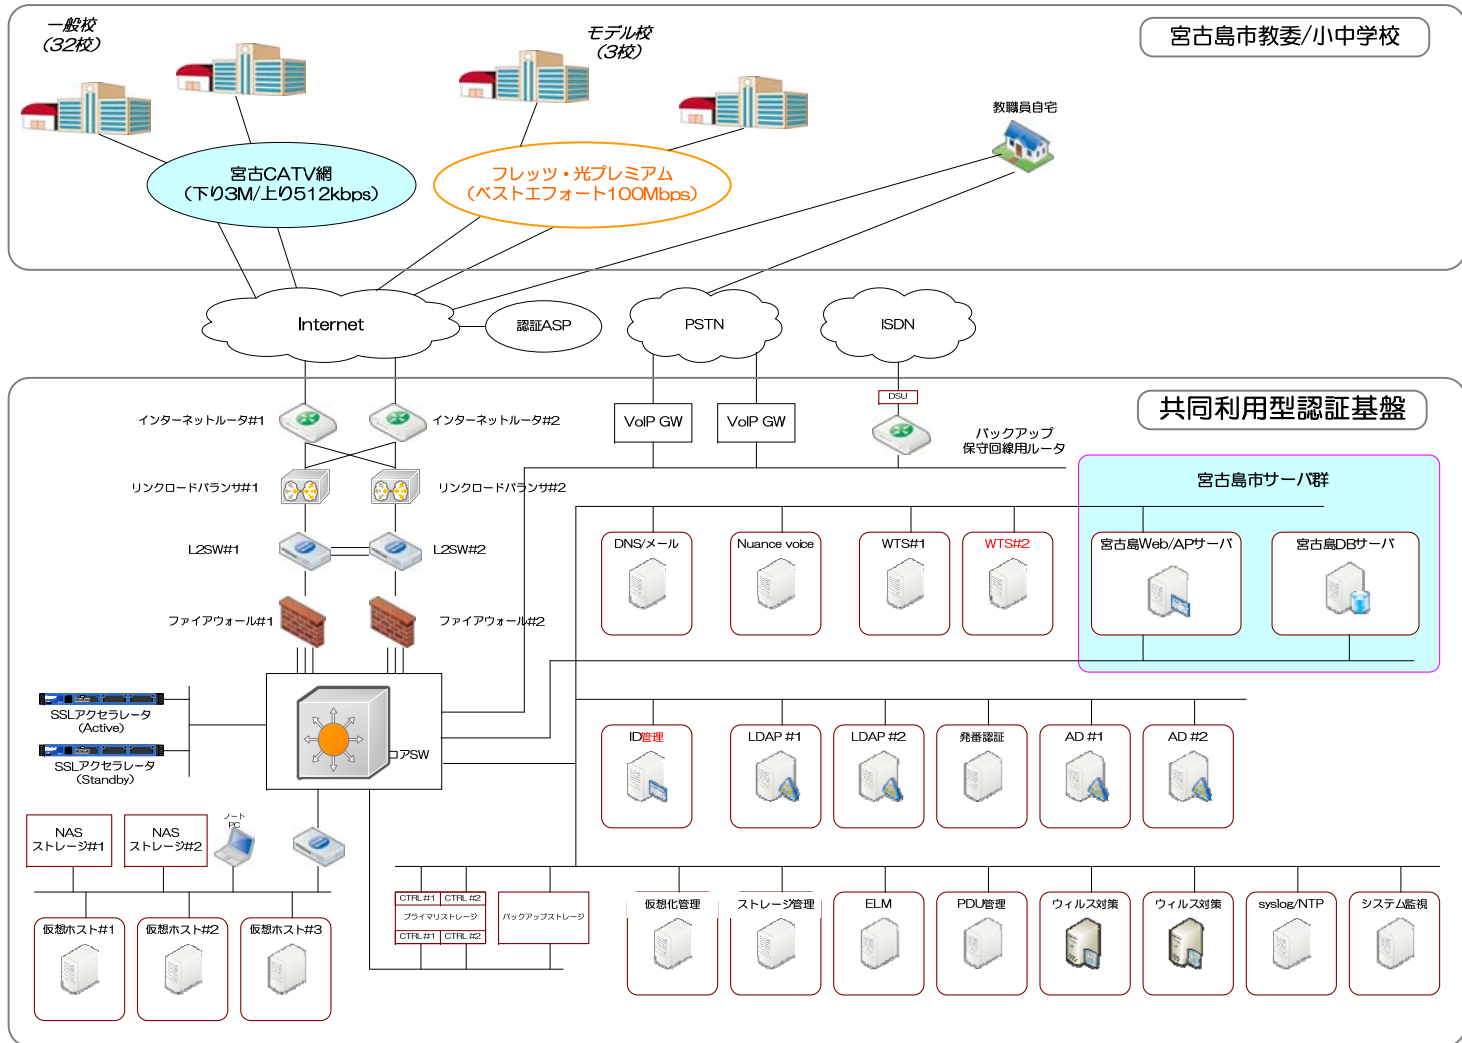 一般校
(32校)
モデル校
(3校)
宮古島市教委/小中学校
教職員自宅
宮古CATV網
(下り3M/上り512kbps)
フレッツ・光プレミアム
(ベストエフォート100Mbps)
Internet
認証ASP
PSTN
ISDN
共同利用型認証基盤
DSU
インターネットルータ#1
インターネットルータ#2
VoIP GW
VoIP GW
バックアップ
保守回線用ルータ
リンクロードバランサ#1
リンクロードバランサ#2
宮古島市サーバ群
L2SW#1
L2SW#2
DNS/メール
Nuance voice
WTS#1
WTS#2
宮古島Web/APサーバ
宮古島DBサーバ
ファイアウォール#1
ファイアウォール#2
SSLアクセラレータ
(Active)
SSLアクセラレータ
(Standby)
コアSW
ID管理
LDAP #1
LDAP #2
発番認証
AD #1
AD #2
NAS
ストレージ#1
NAS
ストレージ#2
ノート
PC
仮想ホスト#1
仮想ホスト#2
仮想ホスト#3
CTRL#1
CTRL#2
プライマリストレージ
CTRL#1
CTRL#2
バックアップストレージ
仮想化管理
ストレージ管理
ELM
PDU管理
ウィルス対策
ウィルス対策
syslog/NTP
システム監視